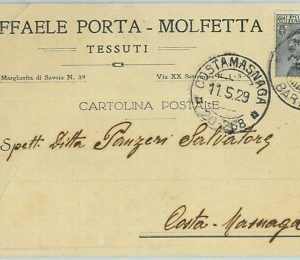 FFAELE PORTA - MOLFETTA
TESSUTI
Margherita di Savoia N. 39
Via XX Sett
COSTAMASNAGA
11.5.29
CARTOLINA POSTALE
BAR
Spett. Ditta Panzeri Salvatore
Costa-Masnaga